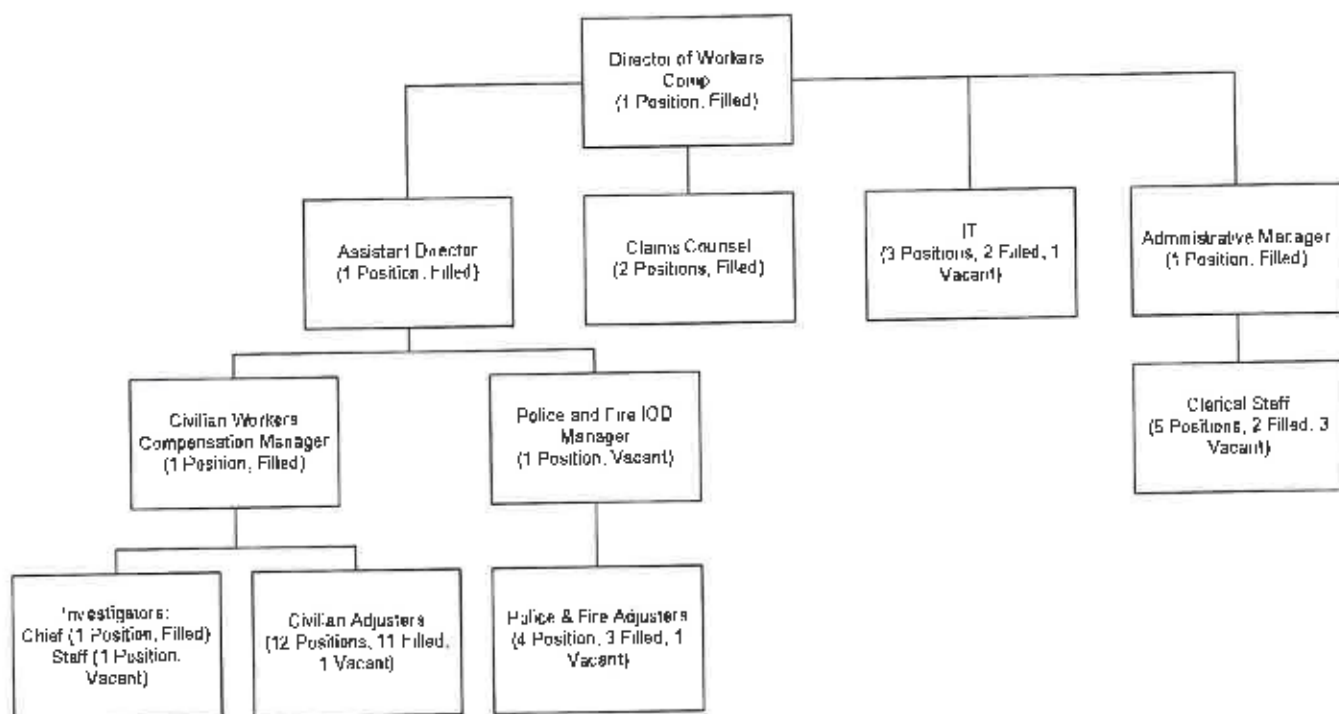 Director of Workers
Comp
(1 Position, Filled)
Assistant Director
(1 Position, Filled)
Claims Counsel
(2 Positions, Filled)
IT
(3 Positions, 2 Filled, 1
Vacant)
Administrative Manager
(1 Position, Filled)
Civilian Workers
Compensation Manager
(1 Position, Filled)
Police and Fire IOD
Manager
(1 Position, Vacant)
Clerical Staff
(5 Positions, 2 Filled, 3
Vacant)
Investigators:
Chief (1 Position, Filled)
Staff (1 Position,
Vacant)
Civilian Adjusters
(12 Positions, 11 Filled,
1 Vacant)
Police & Fire Adjusters
(4 Position, 3 Filled, 1
Vacant)